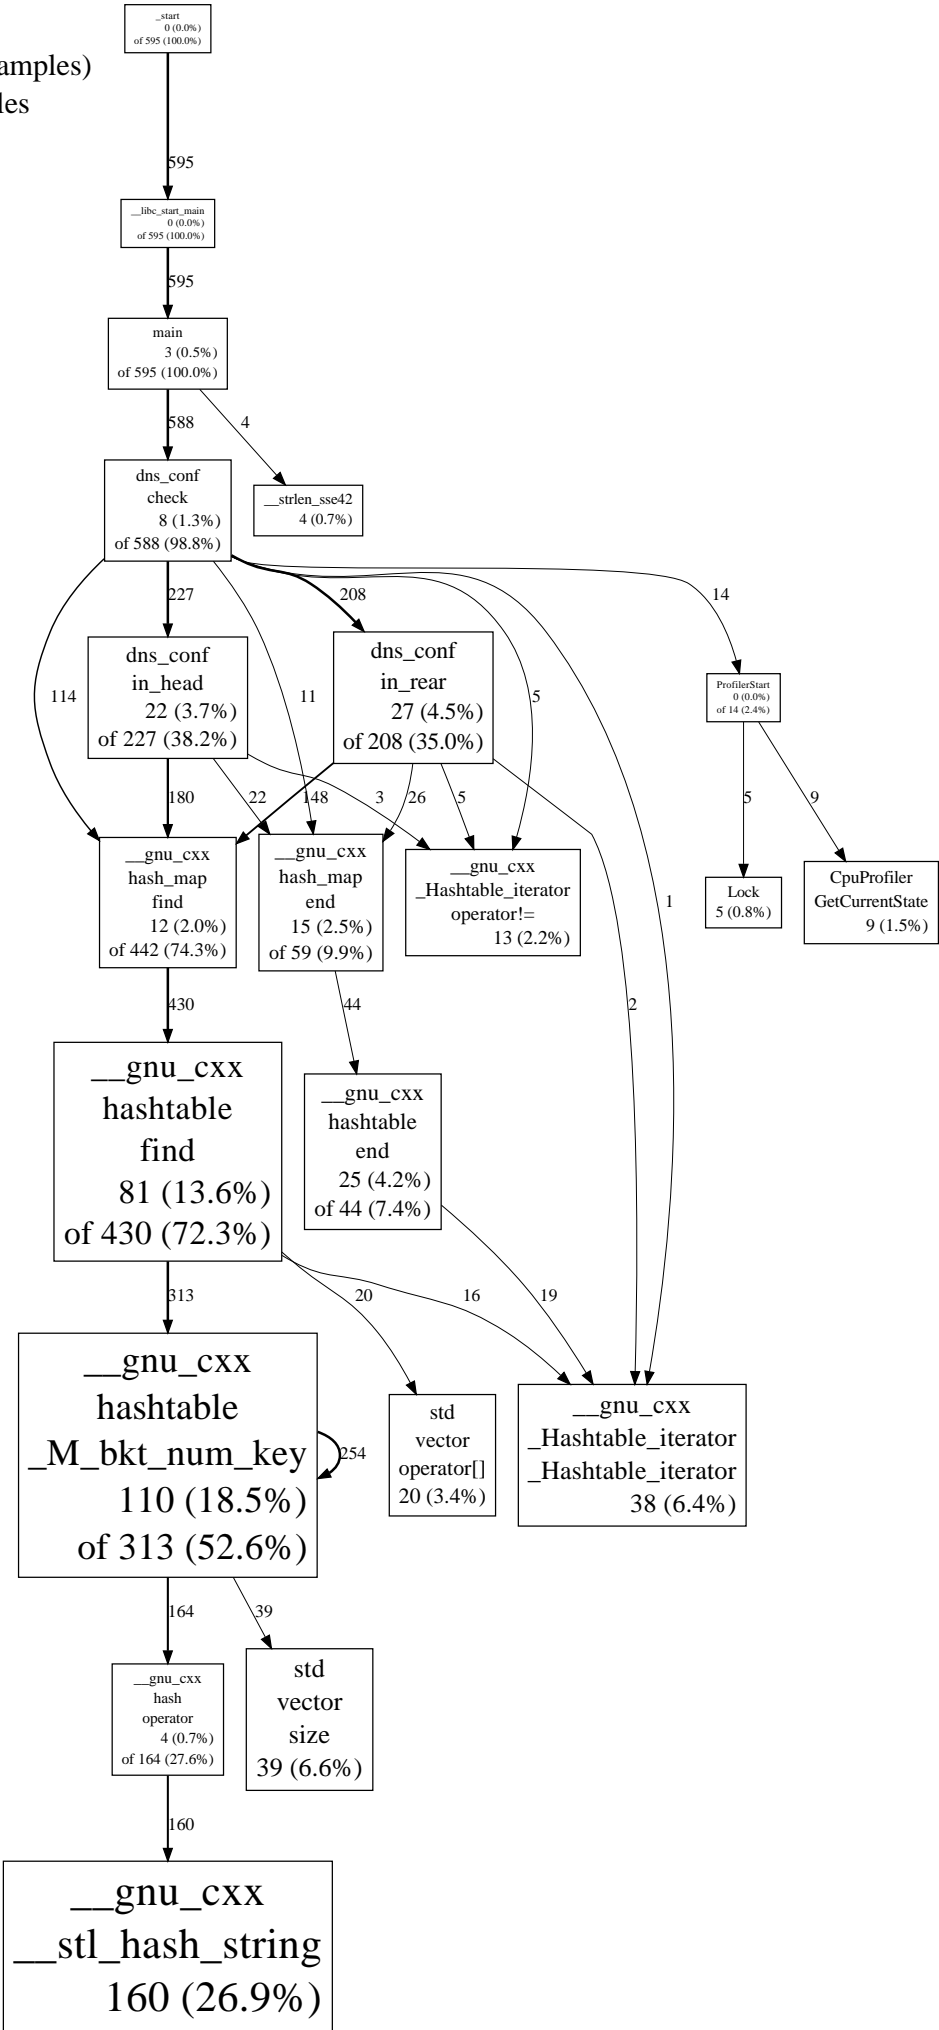 _start
0 (0.0%)
of 595 (100.0%)
amples)
les
595
__libc_start_main
0 (0.0%)
of 595 (100.0%)
595
main
3 (0.5%)
of 595 (100.0%)
588
4
dns_conf
check
8 (1.3%)
of 588 (98.8%)
__strlen_sse42
4 (0.7%)
227
208
14
114
11
5
dns_conf
in_head
22 (3.7%)
of 227 (38.2%)
dns_conf
in_rear
27 (4.5%)
of 208 (35.0%)
ProfilerStart
0 (0.0%)
of 14 (2.4%)
180
22
148
3
26
5
5
9
1
__gnu_cxx
hash_map
find
12 (2.0%)
of 442 (74.3%)
__gnu_cxx
hash_map
end
15 (2.5%)
of 59 (9.9%)
__gnu_cxx
_Hashtable_iterator
operator!=
13 (2.2%)
Lock
5 (0.8%)
CpuProfiler
GetCurrentState
9 (1.5%)
430
44
2
__gnu_cxx
hashtable
find
81 (13.6%)
of 430 (72.3%)
__gnu_cxx
hashtable
end
25 (4.2%)
of 44 (7.4%)
313
20
16
19
__gnu_cxx
hashtable
_M_bkt_num_key
110 (18.5%)
of 313 (52.6%)
254
std
vector
operator[]
20 (3.4%)
__gnu_cxx
_Hashtable_iterator
_Hashtable_iterator
38 (6.4%)
164
39
__gnu_cxx
hash
operator
4 (0.7%)
of 164 (27.6%)
std
vector
size
39 (6.6%)
160
__gnu_cxx
__stl_hash_string
160 (26.9%)